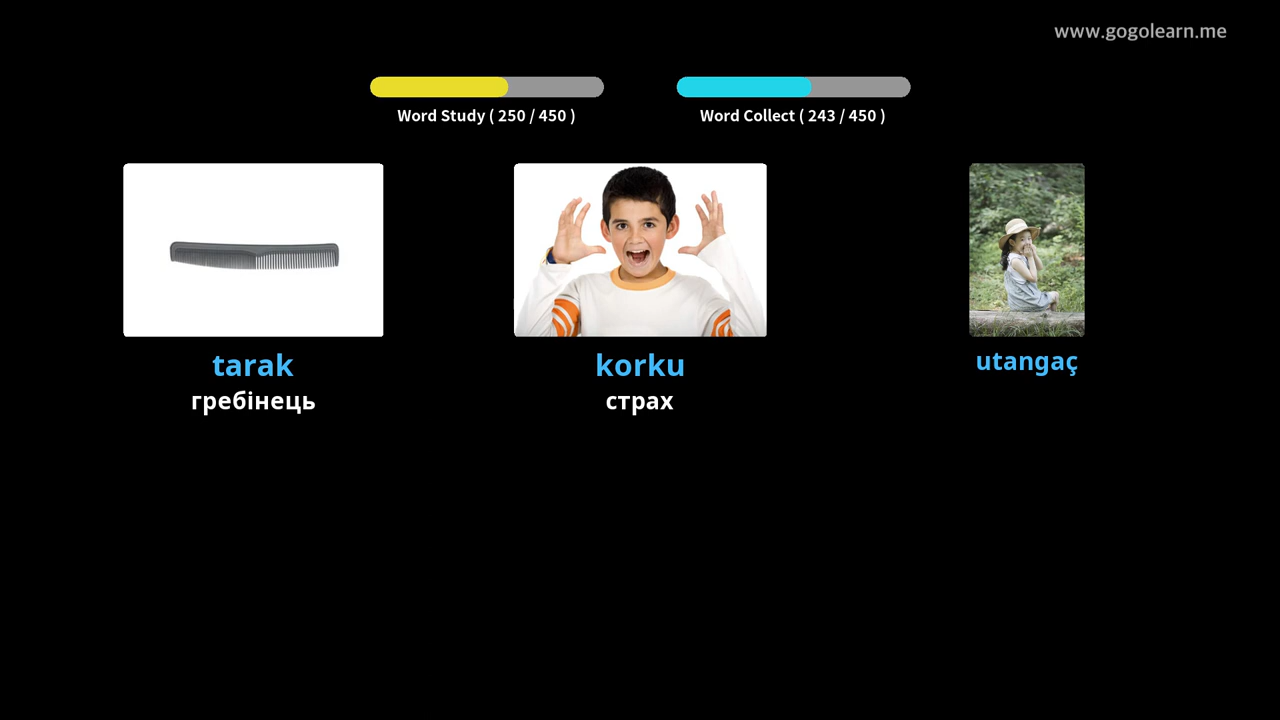 www.gogolearn.me
Word Study ( 250 / 450 )
Word Collect ( 243 / 450 )
tarak
гребінець
korku
страх
utangaç